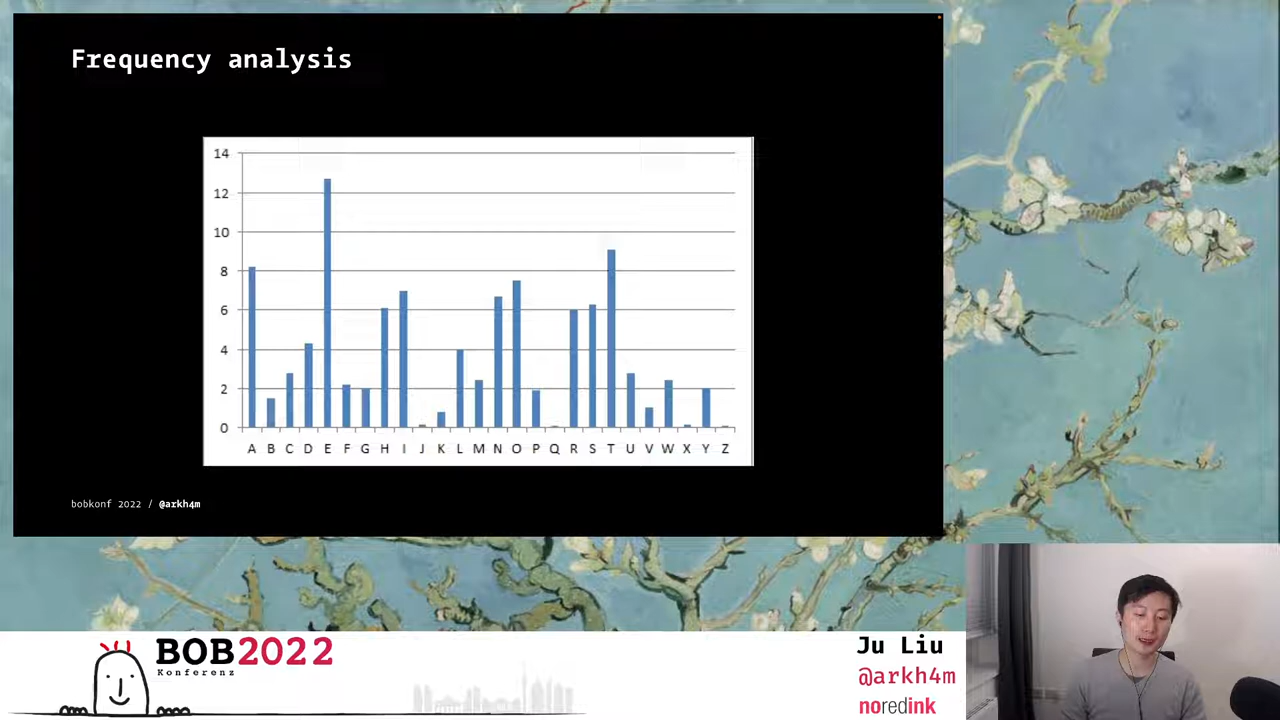 Frequency analysis
14
12
10
8
6
4
2
0
A B C D E F G H I J K L M N O P Q R S T U V W X Y Z
bobkonf 2022 / @arkh4m
BOB2022
Konferenz
Ju Liu
@arkh4m
noredink